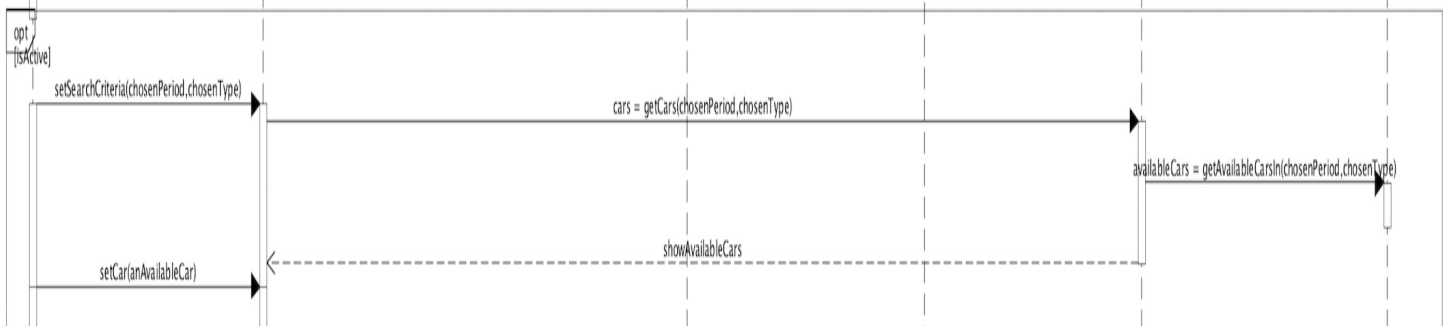 opt
[isActive]
setSearchCriteria(chosenPeriod,chosenType)
cars = getCars(chosenPeriod,chosenType)
availableCars = getAvailableCarsIn(chosenPeriod,chosenType)
showAvailableCars
setCar(anAvailableCar)